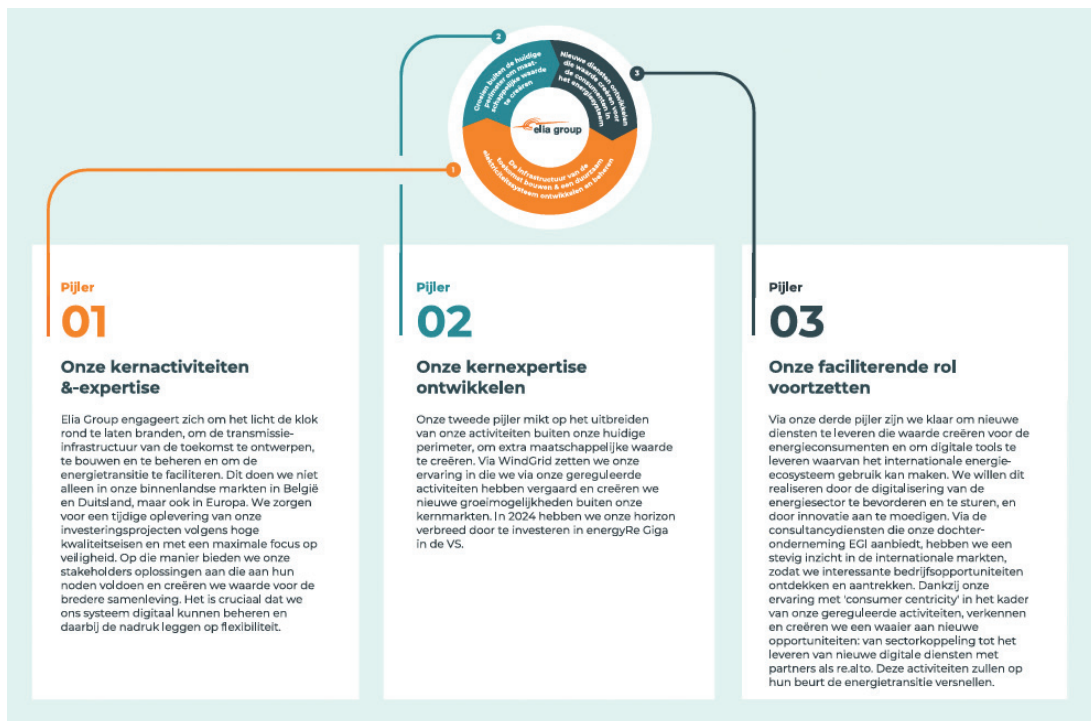 2
Groeien buiten de huidige
perimeter om maat-
schappelijke waarde
te creëren
Nieuwe diensten ontwikkelen
die waarde creëren voor
de consumenten in
het energiesysteem
3
elia group
1
De infrastructuur van de
toekomst bouwen & een duurzaam
elektriciteitssysteem ontwikkelen en beheren
Pijler
01
Onze kernactiviteiten
&-expertise
Elia Group engageert zich om het licht de klok
rond te laten branden, om de transmissie-
infrastructuur van de toekomst te ontwerpen,
te bouwen en te beheren en om de
energietransitie te faciliteren. Dit doen we niet
alleen in onze binnenlandse markten in België
en Duitsland, maar ook in Europa. We zorgen
voor een tijdige oplevering van onze
investeringsprojecten volgens hoge
kwaliteitseisen en met een maximale focus op
veiligheid. Op die manier bieden we onze
stakeholders oplossingen aan die aan hun
noden voldoen en creëren we waarde voor de
bredere samenleving. Het is cruciaal dat we
ons systeem digitaal kunnen beheren en
daarbij de nadruk leggen op flexibiliteit.
Pijler
02
Onze kernexpertise
ontwikkelen
Onze tweede pijler mikt op het uitbreiden
van onze activiteiten buiten onze huidige
perimeter, om extra maatschappelijke waarde
te creëren. Via WindGrid zetten we onze
ervaring in die we via onze gereguleerde
activiteiten hebben vergaard en creëren we
nieuwe groeimogelijkheden buiten onze
kernmarkten. In 2024 hebben we onze horizon
verbreed door te investeren in energyRe Giga
in de VS.
Pijler
03
Onze faciliterende rol
voortzetten
Via onze derde pijler zijn we klaar om nieuwe
diensten te leveren die waarde creëren voor de
energieconsumenten en om digitale tools te
leveren waarvan het internationale energie-
ecosysteem gebruik kan maken. We willen dit
realiseren door de digitalisering van de
energiesector te bevorderen en te sturen, en
door innovatie aan te moedigen. Via de
consultancydiensten die onze dochter-
onderneming EGI aanbiedt, hebben we een
stevig inzicht in de internationale markten,
zodat we interessante bedrijfsopportuniteiten
ontdekken en aantrekken. Dankzij onze
ervaring met 'consumer centricity' in het kader
van onze gereguleerde activiteiten, verkennen
en creëren we een waaier aan nieuwe
opportuniteiten: van sectorkoppeling tot het
leveren van nieuwe digitale diensten met
partners als re.alto. Deze activiteiten zullen op
hun beurt de energietransitie versnellen.